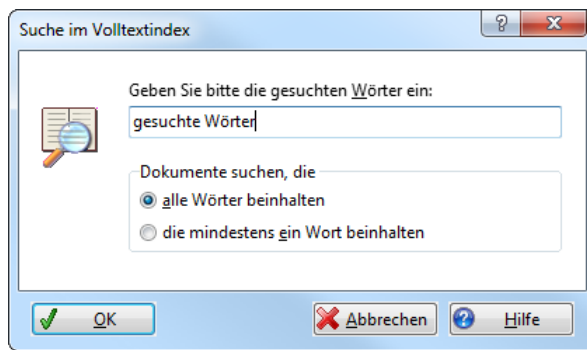 Suche im Volltextindex
Geben Sie bitte die gesuchten Wörter ein:
gesuchte Wörter
Dokumente suchen, die
alle Wörter beinhalten
die mindestens ein Wort beinhalten
OK Abbrechen ? Hilfe